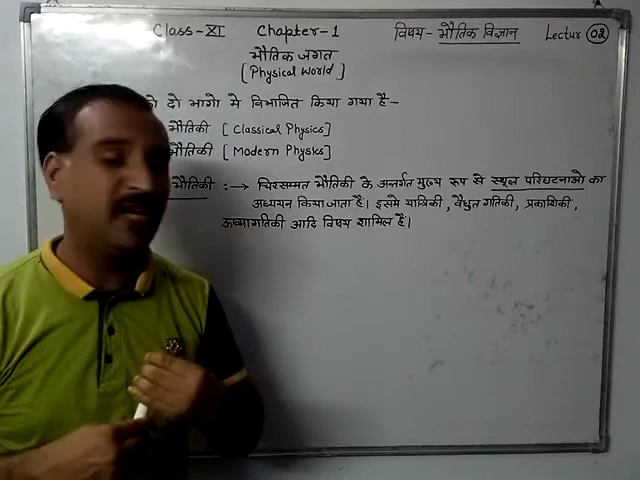 Class-XI Chapter-1 विषय- भौतिक विज्ञान Lectur 02
भौतिक जगत
[Physical World]
को दो भागो मे विभाजित किया गया है-
भौतिकी [Classical Physics]
भौतिकी [Modern Physics]
भौतिकी :→ चिरसम्मत भौतिकी के अन्तर्गत मुख्य रूप से स्थूल परिघटनाओ का
अध्ययन किया जाता है। इसमे यात्रिकी, वैधुत गतिकी, प्रकाशिकी,
ऊष्मागतिकी आदि विषय शामिल है।